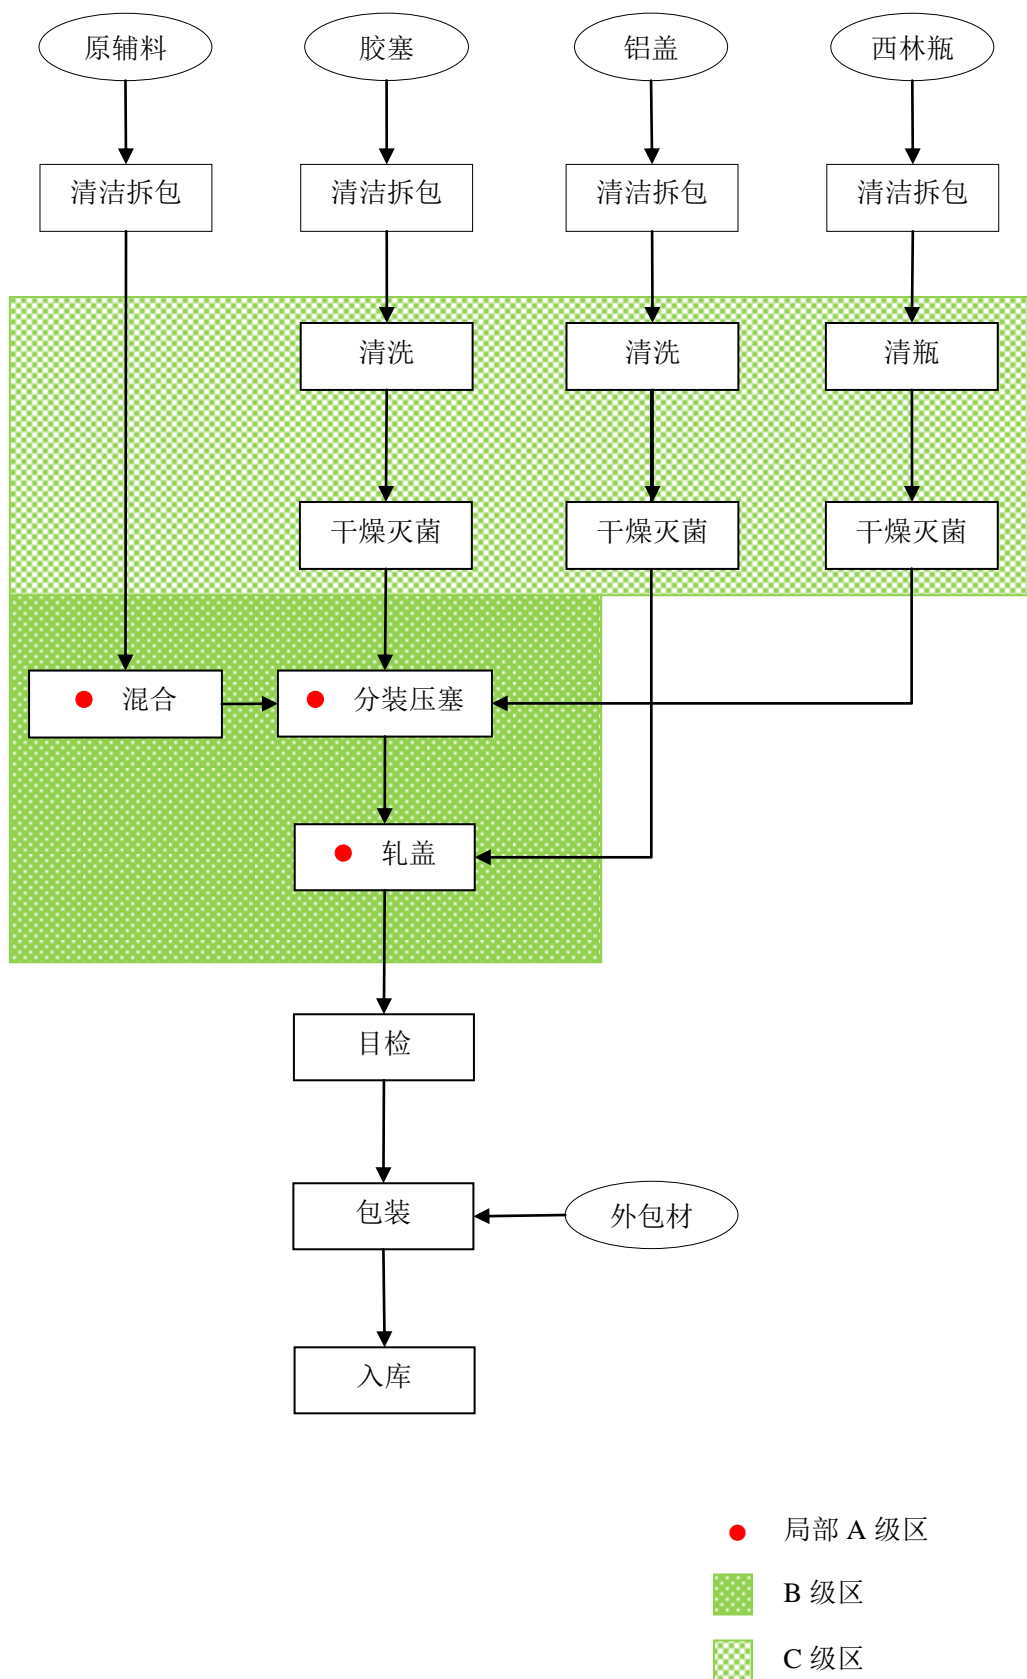 原辅料
胶塞
铝盖
西林瓶
清洁拆包
清洁拆包
清洁拆包
清洁拆包
清洗
清洗
清瓶
干燥灭菌
干燥灭菌
干燥灭菌
混合
分装压塞
轧盖
目检
包装
外包材
入库
局部 A 级区
B 级区
C 级区